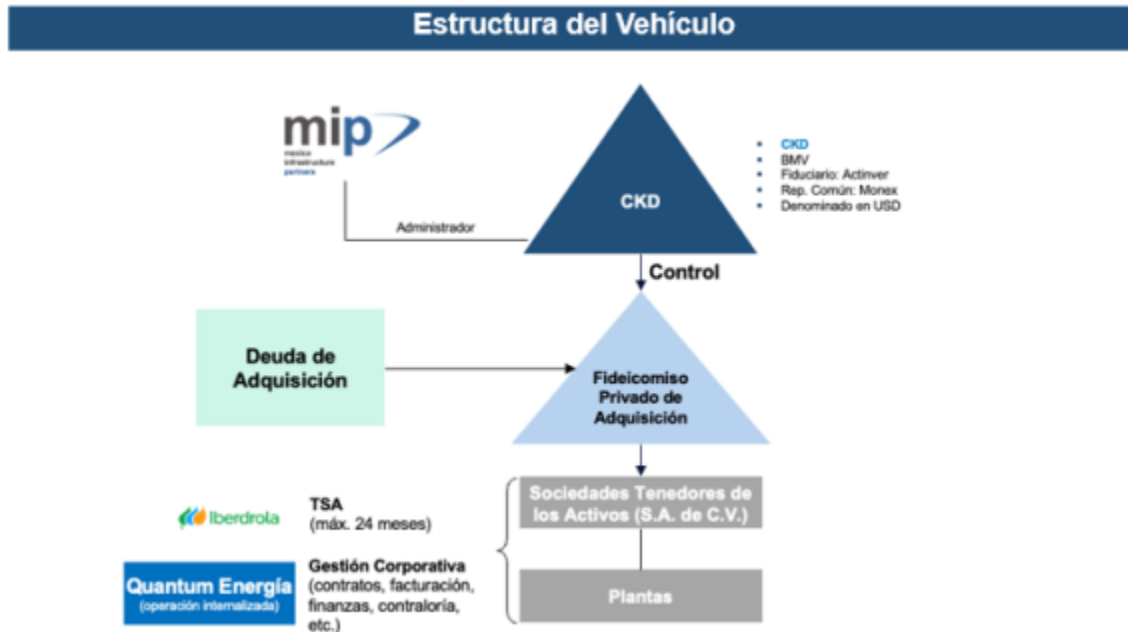 Estructura del Vehículo
mip
mexico
infrastructure
partners
Administrador
CKD
CKD
BMV
Fiduciario: Actinver
Rep. Común: Monex
Denominado en USD
Control
Deuda de
Adquisición
Fideicomiso
Privado de
Adquisición
Iberdrola
TSA
(máx. 24 meses)
Quantum Energía
(operación internalizada)
Gestión Corporativa
(contratos, facturación,
finanzas, contraloría,
etc.)
Sociedades Tenedores de
los Activos (S.A. de C.V.)
Plantas